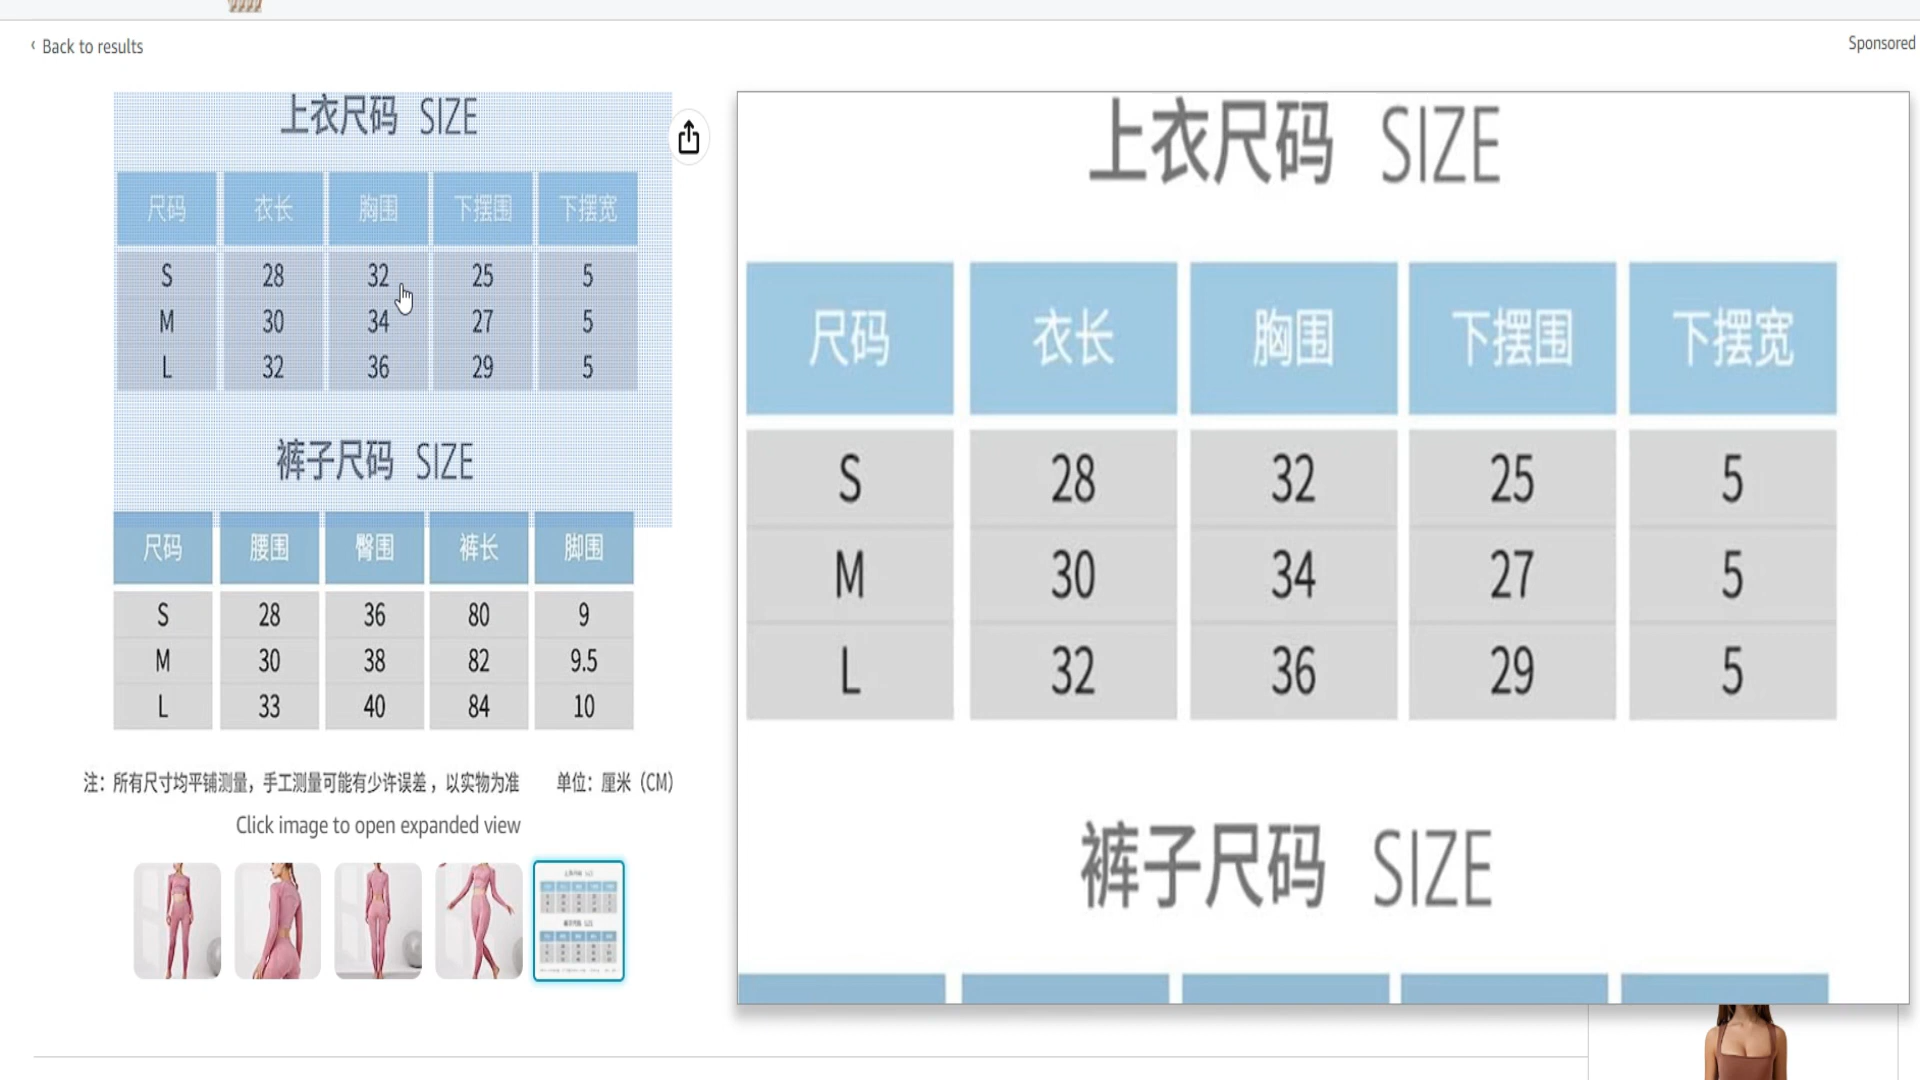 ‹ Back to results
Sponsored
上衣尺码 SIZE
尺码 衣长 胸围 下摆围 下摆宽
S 28 32 25 5
M 30 34 27 5
L 32 36 29 5
裤子尺码 SIZE
尺码 腰围 臀围 裤长 脚围
S 28 36 80 9
M 30 38 82 9.5
L 33 40 84 10
注：所有尺寸均平铺测量，手工测量可能有少许误差，以实物为准 单位：厘米（CM）
Click image to open expanded view
上衣尺码 SIZE
尺码 衣长 胸围 下摆围 下摆宽
S 28 32 25 5
M 30 34 27 5
L 32 36 29 5
裤子尺码 SIZE